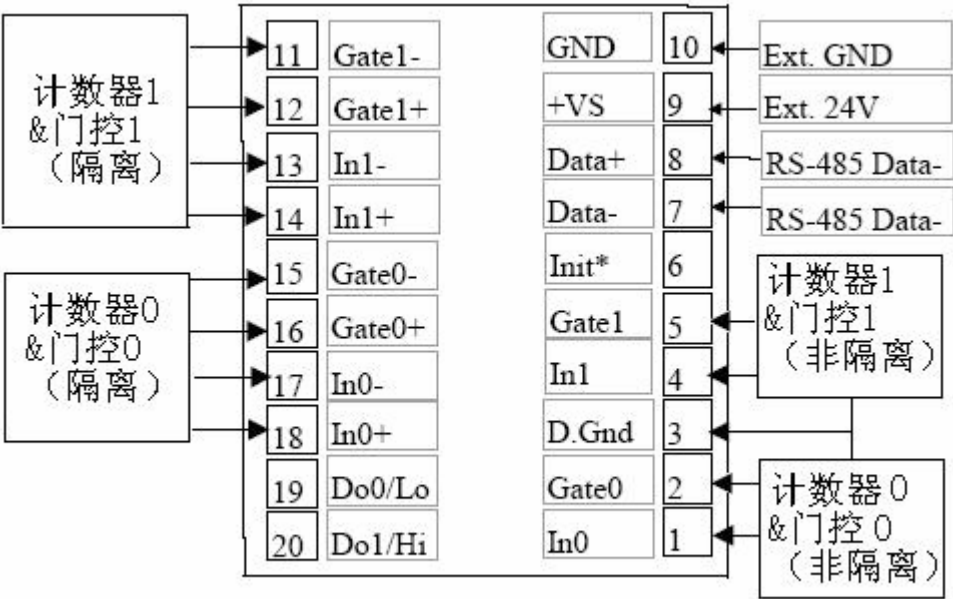 计数器1
&门控1
（隔离）
计数器0
&门控0
（隔离）
11 Gate1-
12 Gate1+
13 In1-
14 In1+
15 Gate0-
16 Gate0+
17 In0-
18 In0+
19 Do0/Lo
20 Do1/Hi
GND 10
+VS 9
Data+ 8
Data- 7
Init* 6
Gate1 5
In1 4
D.Gnd 3
Gate0 2
In0 1
Ext. GND
Ext. 24V
RS-485 Data-
RS-485 Data-
计数器1
&门控1
（非隔离）
计数器0
&门控0
（非隔离）